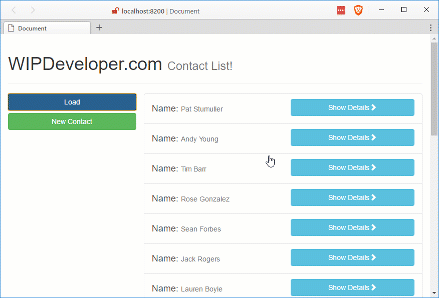 localhost:8200 | Document
Document
WIPDeveloper.com Contact List!
Load
New Contact
Name: Pat Stumuller Show Details
Name: Andy Young Show Details
Name: Tim Barr Show Details
Name: Rose Gonzalez Show Details
Name: Sean Forbes Show Details
Name: Jack Rogers Show Details
Name: Lauren Boyle Show Details